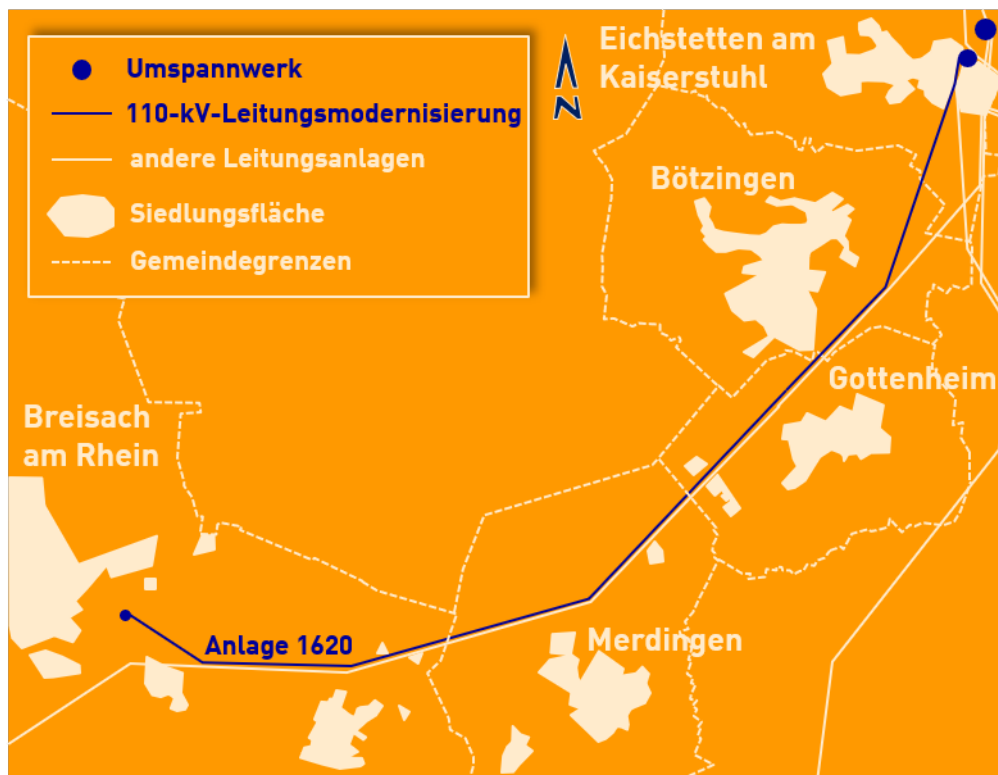 Umspannwerk
110-kV-Leitungsmodernisierung
andere Leitungsanlagen
Siedlungsfläche
Gemeindegrenzen
N
Eichstetten am
Kaiserstuhl
Bötzingen
Gottenheim
Breisach
am Rhein
Anlage 1620
Merdingen